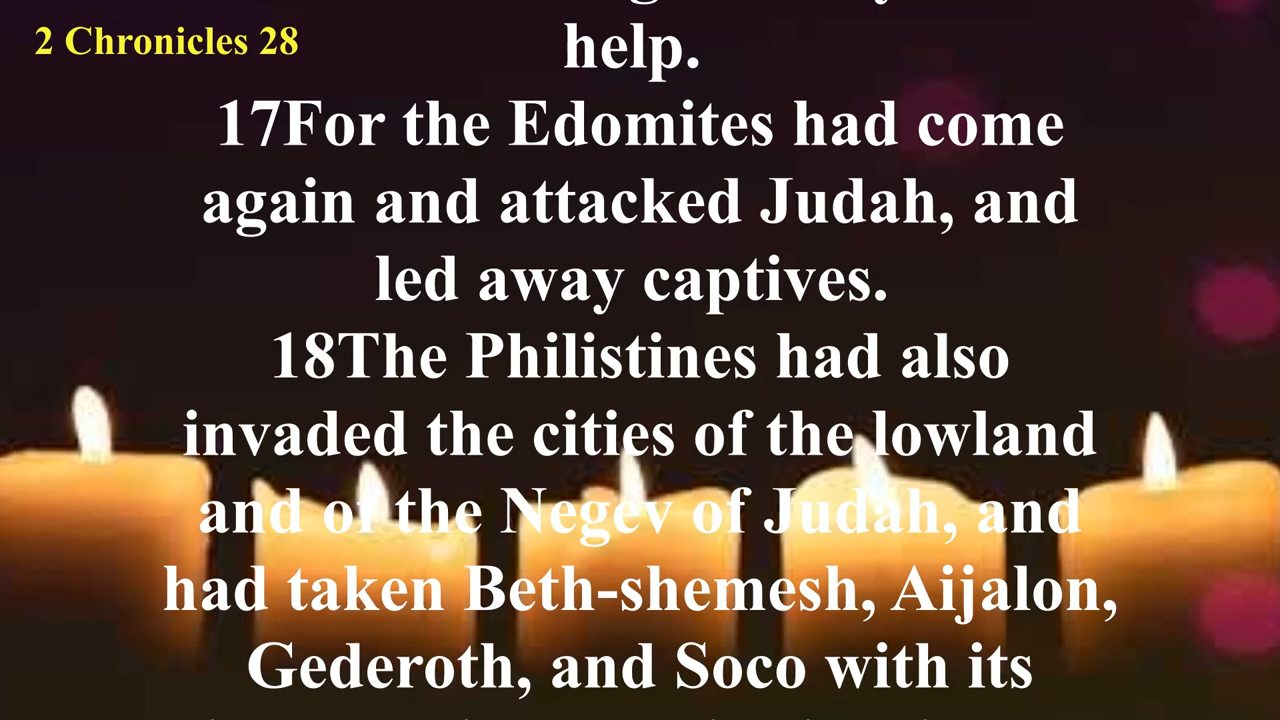 2 Chronicles 28
help.
17For the Edomites had come
again and attacked Judah, and
led away captives.
18The Philistines had also
invaded the cities of the lowland
and of the Negev of Judah, and
had taken Beth-shemesh, Aijalon,
Gederoth, and Soco with its